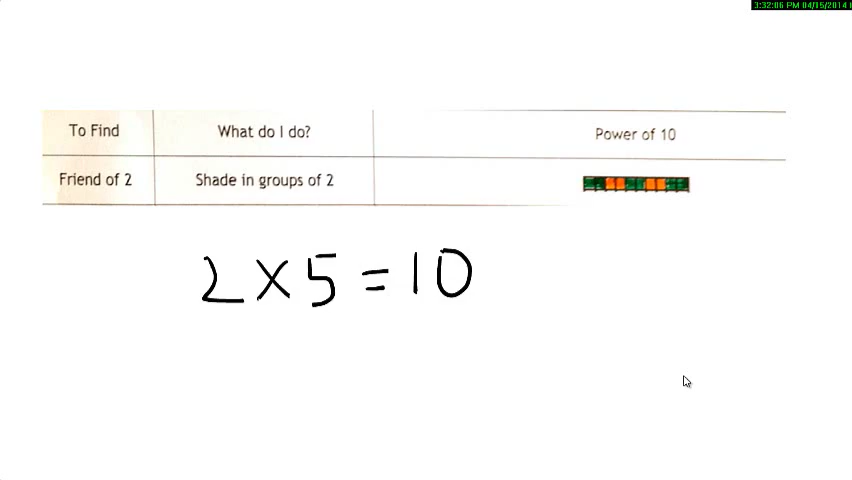 3:32:06 PM 04/15/2014
To Find What do I do? Power of 10
Friend of 2 Shade in groups of 2
2 × 5 = 10